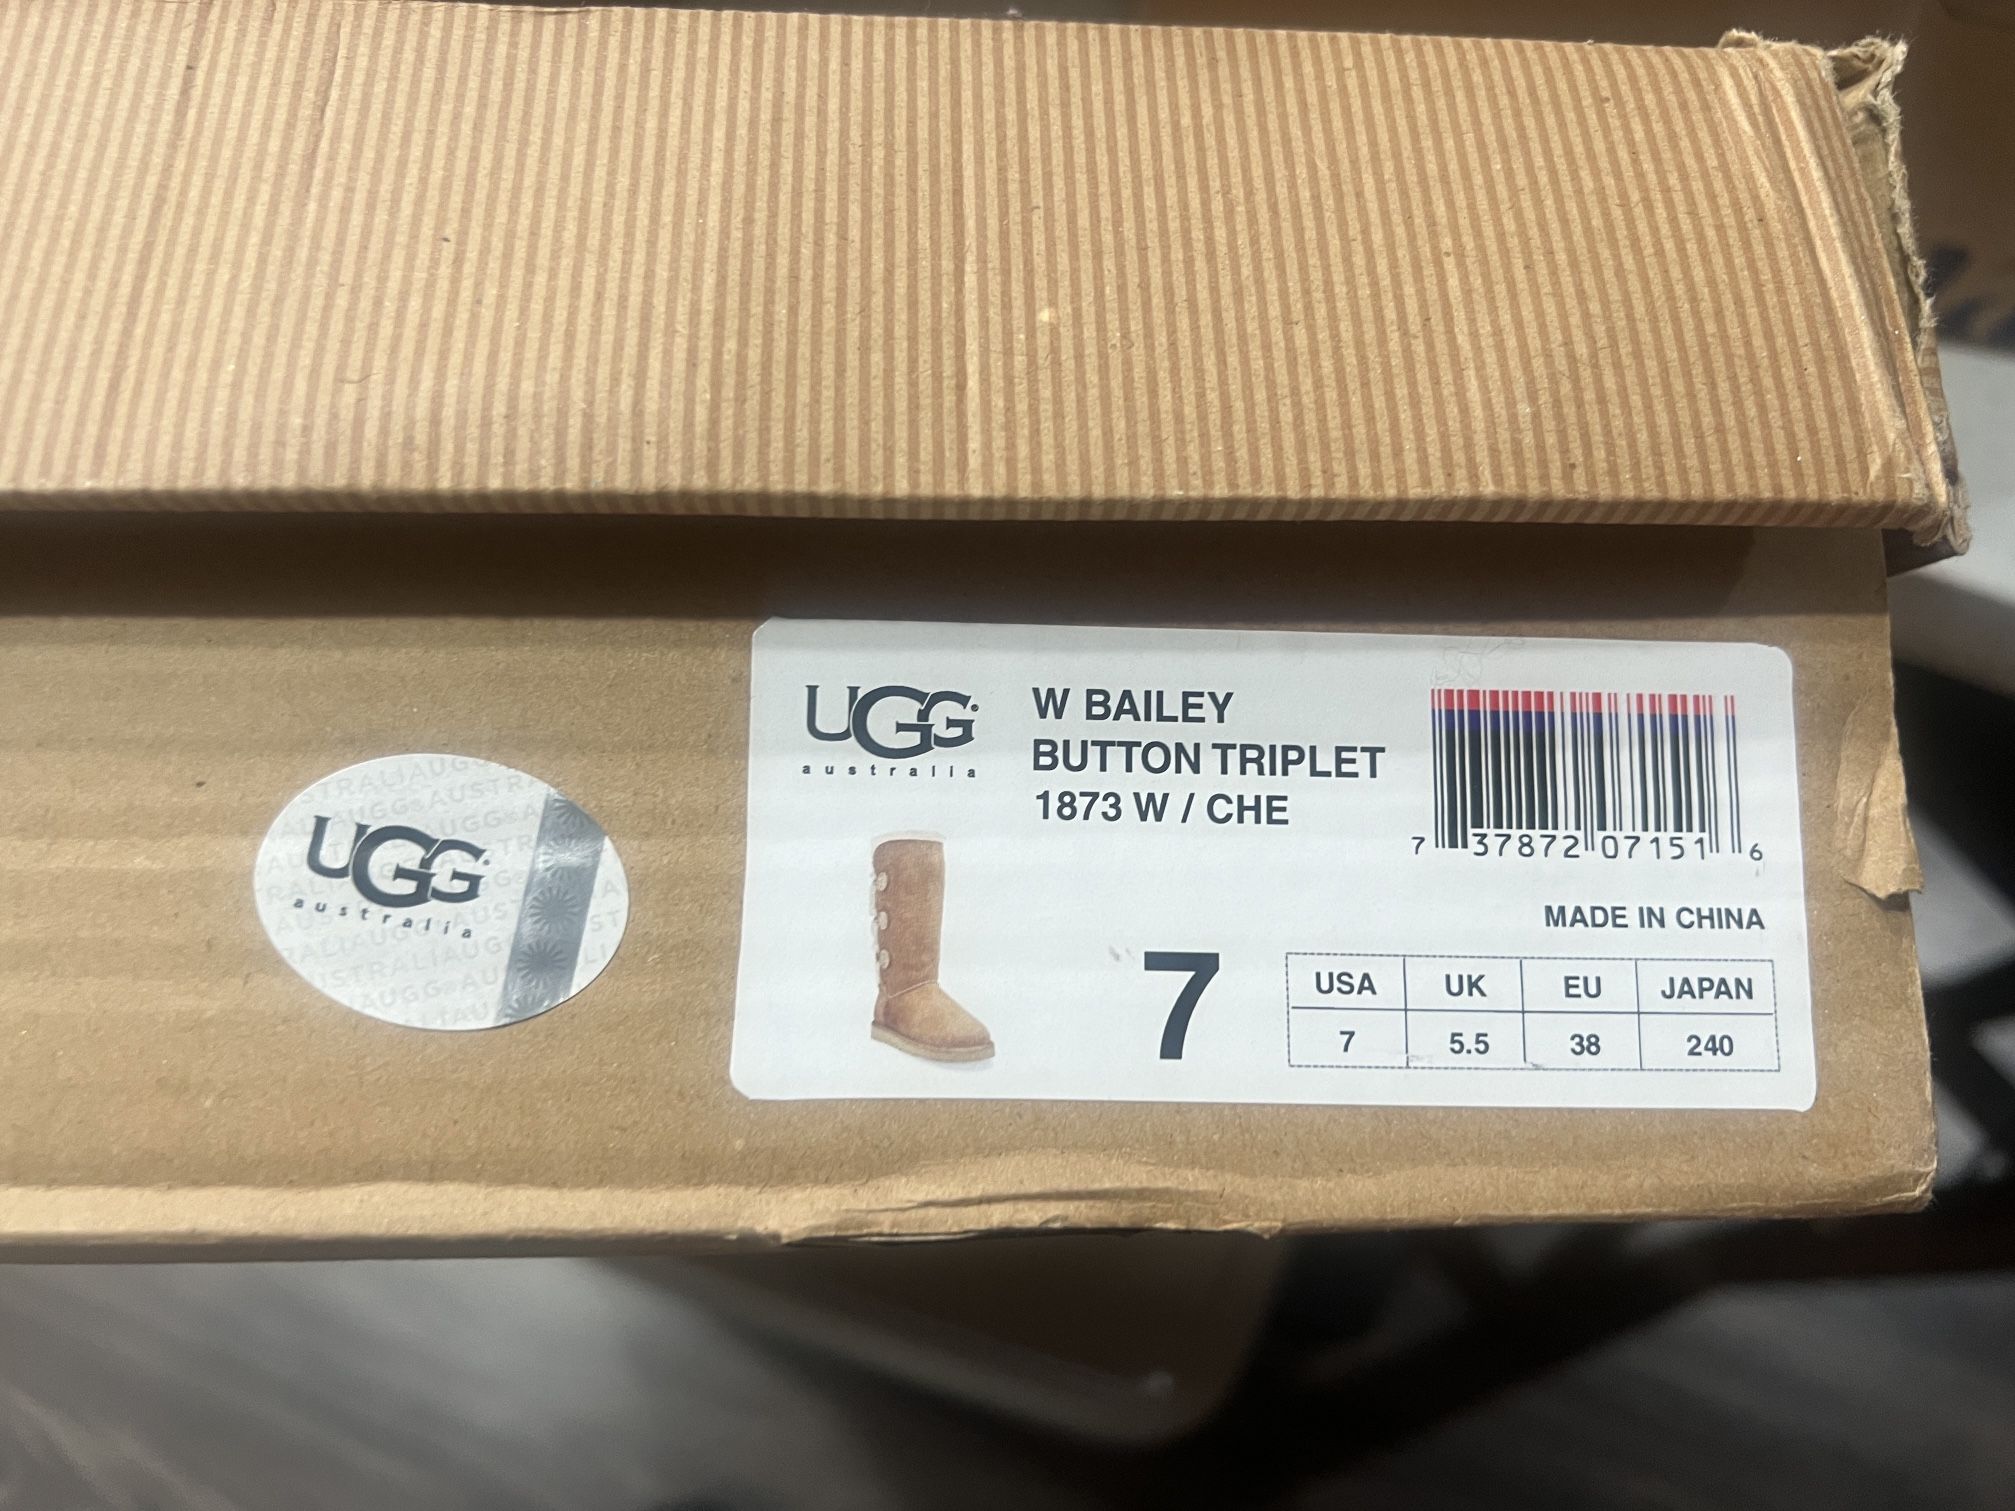 UGG
australia
UGG
australia
W BAILEY
BUTTON TRIPLET
1873 W / CHE
7 37872 07151 6
MADE IN CHINA
7
USA UK EU JAPAN
7 5.5 38 240